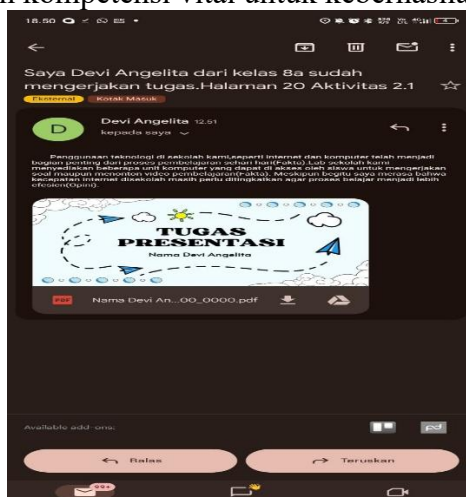 kompetensi vital untuk keberhasila
18.50
Saya Devi Angelita dari kelas 8a sudah
mengerjakan tugas.Halaman 20 Aktivitas 2.1
Eksternal Kotak Masuk
D
Devi Angelita 12.51
kepada saya
Penggunaan teknologi di sekolah kami,seperti internet dan komputer telah menjadi
bagian penting dari proses pembelajaran sehari hari(Fakta).Lab sekolah kami
menyediakan beberapa unit komputer yang dapat di akses oleh siswa untuk mengerjakan
soal maupun menonton video pembelajaran(Fakta). Meskipun begitu saya merasa bahwa
kecepatan internet disekolah masih perlu ditingkatkan agar proses belajar menjadi lebih
efesien(Opini).
TUGAS
PRESENTASI
Nama Devi Angelita
PDF Nama Devi An...00_0000.pdf
Available add-ons:
Balas Teruskan
99+